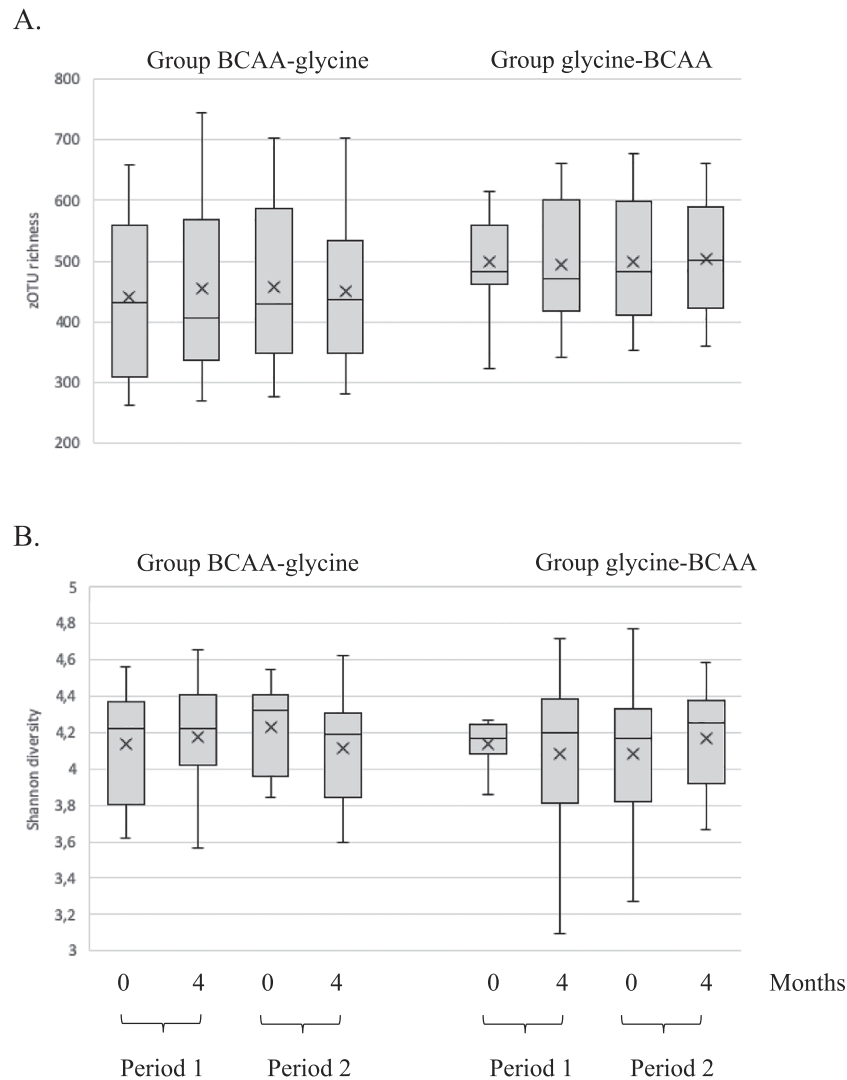 A.
Group BCAA-glycine Group glycine-BCAA
800
700
600
500
400
300
200
zOTU richness
B.
Group BCAA-glycine Group glycine-BCAA
5
4,8
4,6
4,4
4,2
4
3,8
3,6
3,4
3,2
3
Shannon diversity
0 4 0 4 0 4 0 4 Months
Period 1 Period 2 Period 1 Period 2